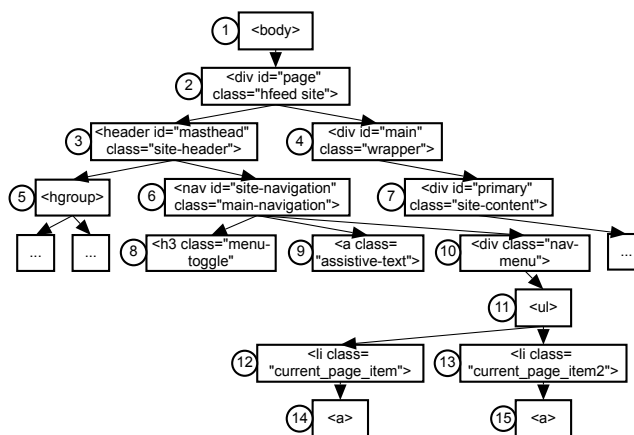 1
<body>
2
<div id="page"
class="hfeed site">
3
<header id="masthead"
class="site-header">
4
<div id="main"
class="wrapper">
5
<hgroup>
6
<nav id="site-navigation"
class="main-navigation">
7
<div id="primary"
class="site-content">
...
...
8
<h3 class="menu-
toggle"
9
<a class=
"assistive-text">
10
<div class="nav-
menu">
...
11
<ul>
12
<li class=
"current_page_item">
13
<li class=
"current_page_item2">
14
<a>
15
<a>